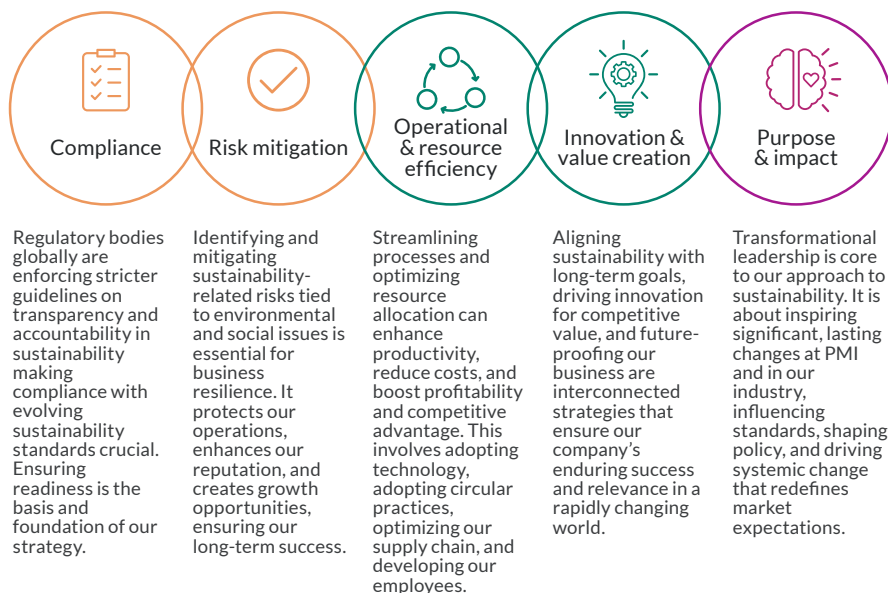 Compliance
Risk mitigation
Operational
& resource
efficiency
Innovation &
value creation
Purpose
& impact
Regulatory bodies
globally are
enforcing stricter
guidelines on
transparency and
accountability in
sustainability
making
compliance with
evolving
sustainability
standards crucial.
Ensuring
readiness is the
basis and
foundation of our
strategy.
Identifying and
mitigating
sustainability-
related risks tied
to environmental
and social issues is
essential for
business
resilience. It
protects our
operations,
enhances our
reputation, and
creates growth
opportunities,
ensuring our
long-term success.
Streamlining
processes and
optimizing
resource
allocation can
enhance
productivity,
reduce costs, and
boost profitability
and competitive
advantage. This
involves adopting
technology,
adopting circular
practices,
optimizing our
supply chain, and
developing our
employees.
Aligning
sustainability with
long-term goals,
driving innovation
for competitive
value, and future-
proofing our
business are
interconnected
strategies that
ensure our
company's
enduring success
and relevance in a
rapidly changing
world.
Transformational
leadership is core
to our approach to
sustainability. It is
about inspiring
significant, lasting
changes at PMI
and in our
industry,
influencing
standards, shaping
policy, and driving
systemic change
that redefines
market
expectations.